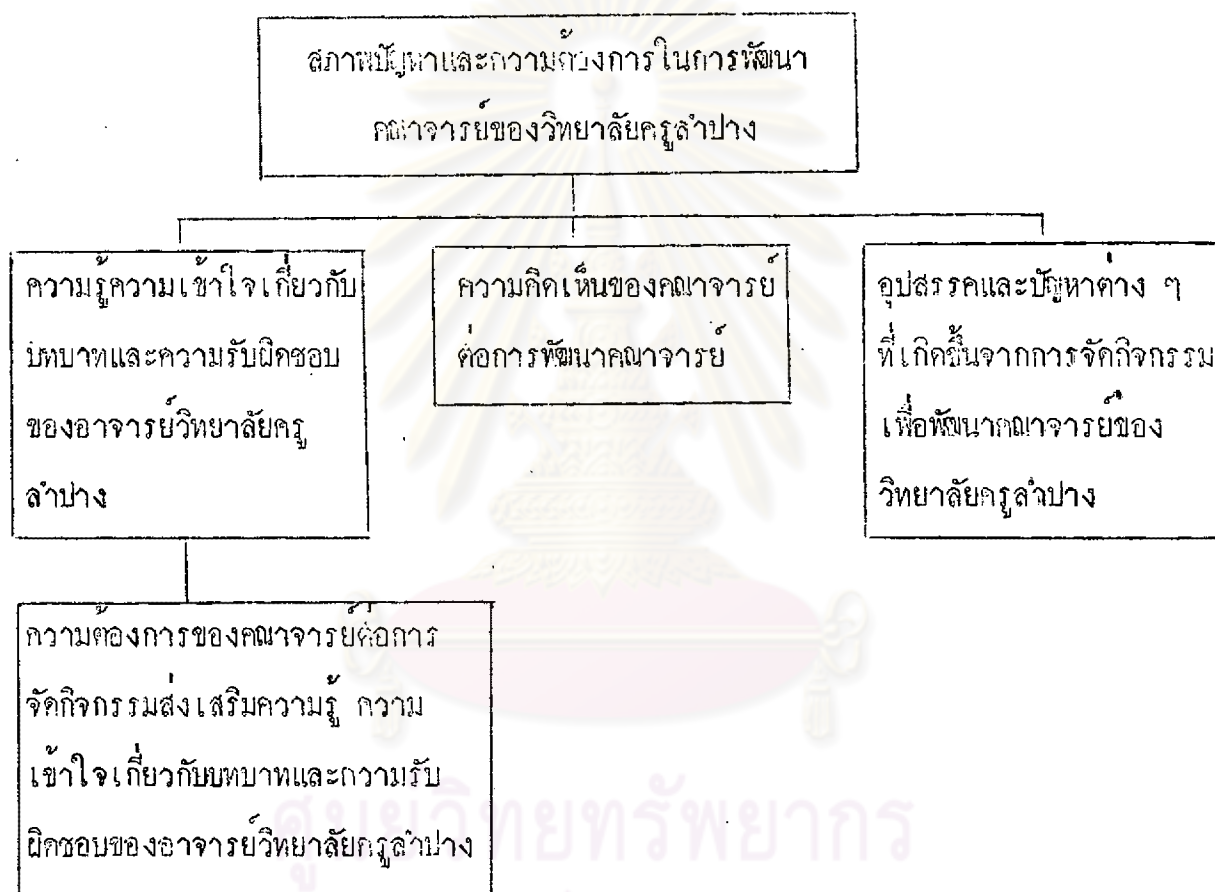 สภาพปัญหาและความต้องการในการพัฒนา
คณาจารย์ของวิทยาลัยครูลำปาง
ความรู้ความเข้าใจเกี่ยวกับ
บทบาทและความรับผิดชอบ
ของอาจารย์วิทยาลัยครู
ลำปาง
ความคิดเห็นของคณาจารย์
ต่อการพัฒนาคณาจารย์
อุปสรรคและปัญหาต่าง ๆ
ที่เกิดขึ้นจากการจัดกิจกรรม
เพื่อพัฒนาคณาจารย์ของ
วิทยาลัยครูลำปาง
ความต้องการของคณาจารย์ต่อการ
จัดกิจกรรมส่งเสริมความรู้ ความ
เข้าใจเกี่ยวกับบทบาทและความรับ
ผิดชอบของอาจารย์วิทยาลัยครูลำปาง
ศูนย์วิทยทรัพยากร